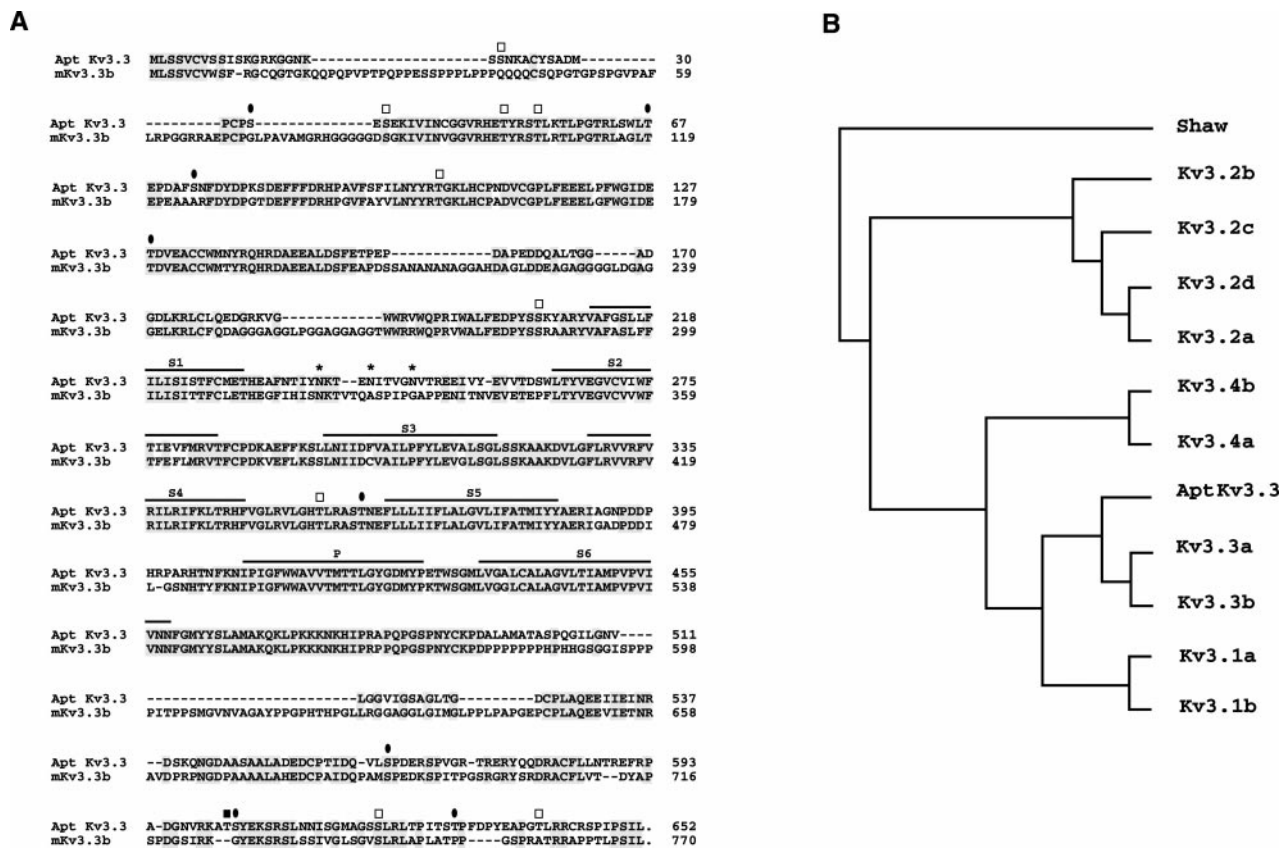 A
Apt Kv3.3 MLSSVCVSSISKGRKGGNK----------------------SSNKACYSADM--------- 30
mKv3.3b MLSSVCVWSF-RGCQGTGKQQPQPVPTPQPPESSPPPLPPPQQQQCSQPGTGPSPGVPAF 59
Apt Kv3.3 ---------PCPS--------------ESEKIVINCGGVRHETYRSTLKTLPGTRLSWLT 67
mKv3.3b LRPGGRRAEPCPGLPAVAMGRHGGGGGDSGKIVINVGGVRHETYRSTLRTLPGTRLAGLT 119
Apt Kv3.3 EPDAFSNFDYDPKSDEFFFDRHPAVFSFILNYYRTGKLHCPNDVCGPLFEEELPFWGIDE 127
mKv3.3b EPEAAARFDYDPGTDEFFFDRHPGVFAYVLNYYRTGKLHCPADVCGPLFEEELGFWGIDE 179
Apt Kv3.3 TDVEACCWMNYRQHRDAEEALDSFETPEP------------DAPEDDQALTGG-----AD 170
mKv3.3b TDVEACCWMTYRQHRDAEEALDSFEAPDSSANANANAGGAHDAGLDDEAGAGGGGLDGAG 239
Apt Kv3.3 GDLKRLCLQEDGRKVG------------WWRVWQPRIWALFEDPYSSKYARYVAFGSLLF 218
mKv3.3b GELKRLCFQDAGGGAGGLPGGAGGAGGTWWRRWQPRVWALFEDPYSSRAARYVAFASLFF 299
S1 * * * S2
Apt Kv3.3 ILISISTFCMETHEAFNTIYNKT--ENITVGNVTREEIVY-EVVTDSWLTYVEGVCVIWF 275
mKv3.3b ILISITTFCLETHEGFIHISNKTVTQASPIPGAPPENITNVEVETEPFLTYVEGVCVVWF 359
S3
Apt Kv3.3 TIEVFMRVTFCPDKAEFFKSLLNIIDFVAILPFYLEVALSGLSSKAAKDVLGFLRVVRFV 335
mKv3.3b TFEFLMRVTFCPDKVEFLKSSLNIIDCVAILPFYLEVGLSGLSSKAAKDVLGFLRVVRFV 419
S4 S5
Apt Kv3.3 RILRIFKLTRHFVGLRVLGHTLRASTNEFLLLIIFLALGVLIFATMIYYAERIAGNPDDP 395
mKv3.3b RILRIFKLTRHFVGLRVLGHTLRASTNEFLLLIIFLALGVLIFATMIYYAERIGADPDDI 479
P S6
Apt Kv3.3 HRPARHTNFKNIPIGFWWAVVTMTTLGYGDMYPETWSGMLVGALCALAGVLTIAMPVPVI 455
mKv3.3b L-GSNHTYFKNIPIGFWWAVVTMTTLGYGDMYPKTWSGMLVGGLCALAGVLTIAMPVPVI 538
Apt Kv3.3 VNNFGMYYSLAMAKQKLPKKKNKHIPRAPQPGSPNYCKPDALAMATASPQGILGNV---- 511
mKv3.3b VNNFGMYYSLAMAKQKLPKKKNKHIPRPPQPGSPNYCKPDPPPPPPPHPHHGSGGISPPP 598
Apt Kv3.3 -------------------------LGGVIGSAGLTG---------DCPLAQEEIIEINR 537
mKv3.3b PITPPSMGVNVAGAYPPGPHTHPGLLRGGAGGLGIMGLPPLPAPGEPCPLAQEEVIETNR 658
Apt Kv3.3 --DSKQNGDAASAALADEDCPTIDQ-VLSPDERSPVGR-TRERYQQDRACFLLNTREFRP 593
mKv3.3b AVDPRPNGDPAAAALAHEDCPAIDQPAMSPEDKSPITPGSRGRYSRDRACFLVT--DYAP 716
Apt Kv3.3 A-DGNVRKATSYEKSRSLNNISGMAGSSLRLTPITSTPFDPYEAPGTLRRCRSPIPSIL. 652
mKv3.3b SPDGSIRK--GYEKSRSLSSIVGLSGVSLRLAPLATPP----GSPRATRRAPPTLPSIL. 770
B
Shaw
Kv3.2b
Kv3.2c
Kv3.2d
Kv3.2a
Kv3.4b
Kv3.4a
AptKv3.3
Kv3.3a
Kv3.3b
Kv3.1a
Kv3.1b